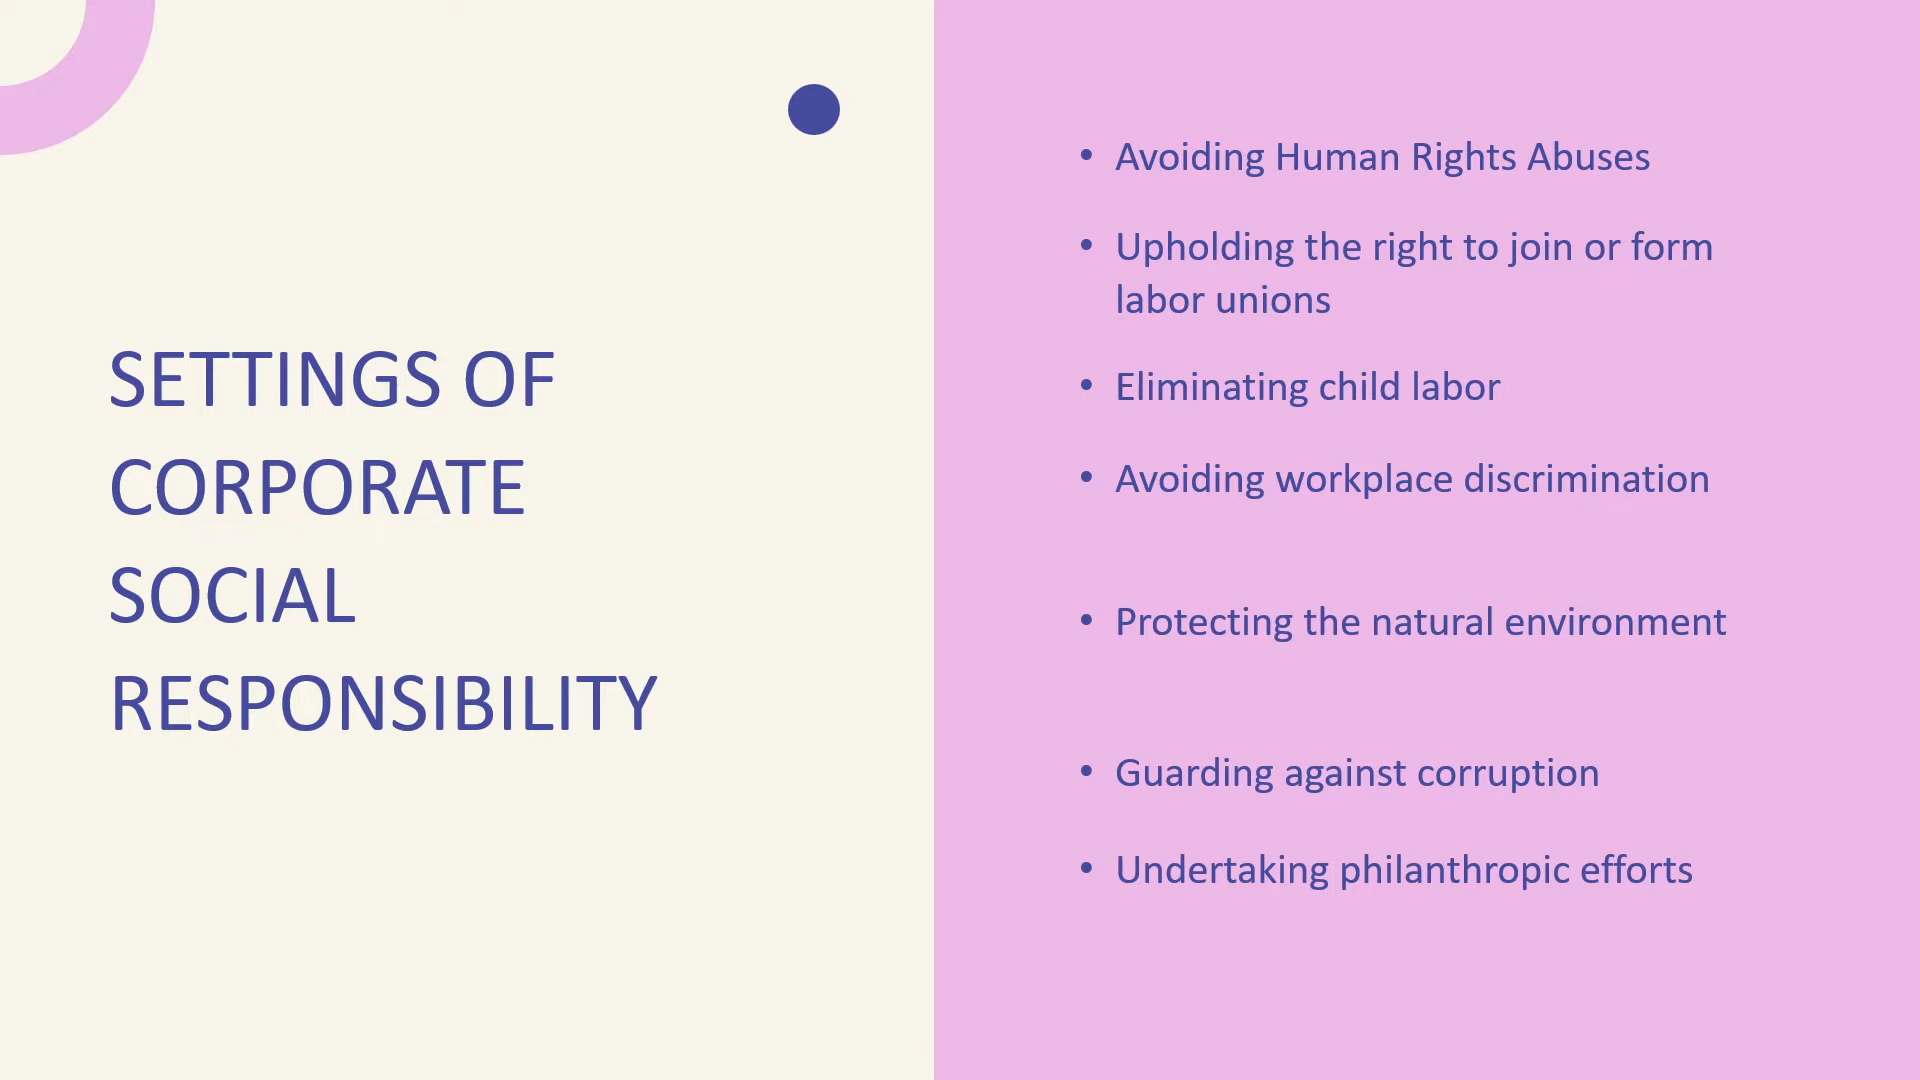 SETTINGS OF
CORPORATE
SOCIAL
RESPONSIBILITY
• Avoiding Human Rights Abuses
• Upholding the right to join or form
labor unions
• Eliminating child labor
• Avoiding workplace discrimination
• Protecting the natural environment
• Guarding against corruption
• Undertaking philanthropic efforts